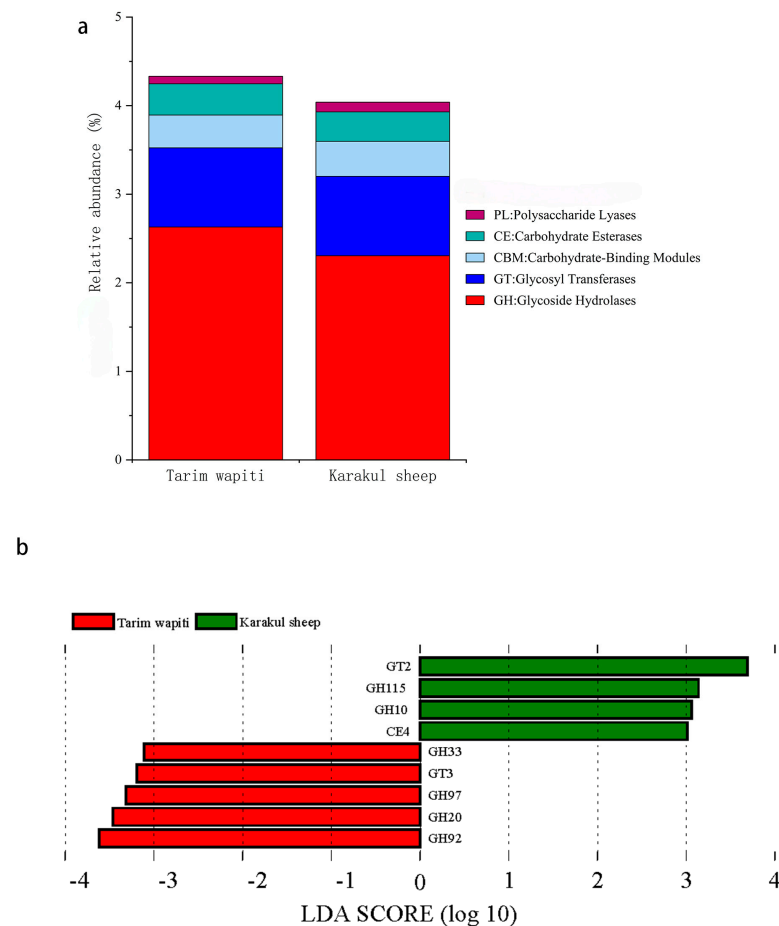 a
5
4
3
2
1
0
Relative abundance (%)
Tarim wapiti
Karakul sheep
PL:Polysaccharide Lyases
CE:Carbohydrate Esterases
CBM:Carbohydrate-Binding Modules
GT:Glycosyl Transferases
GH:Glycoside Hydrolases
b
Tarim wapiti Karakul sheep
GT2
GH115
GH10
CE4
GH33
GT3
GH97
GH20
GH92
-4 -3 -2 -1 0 1 2 3 4
LDA SCORE (log 10)